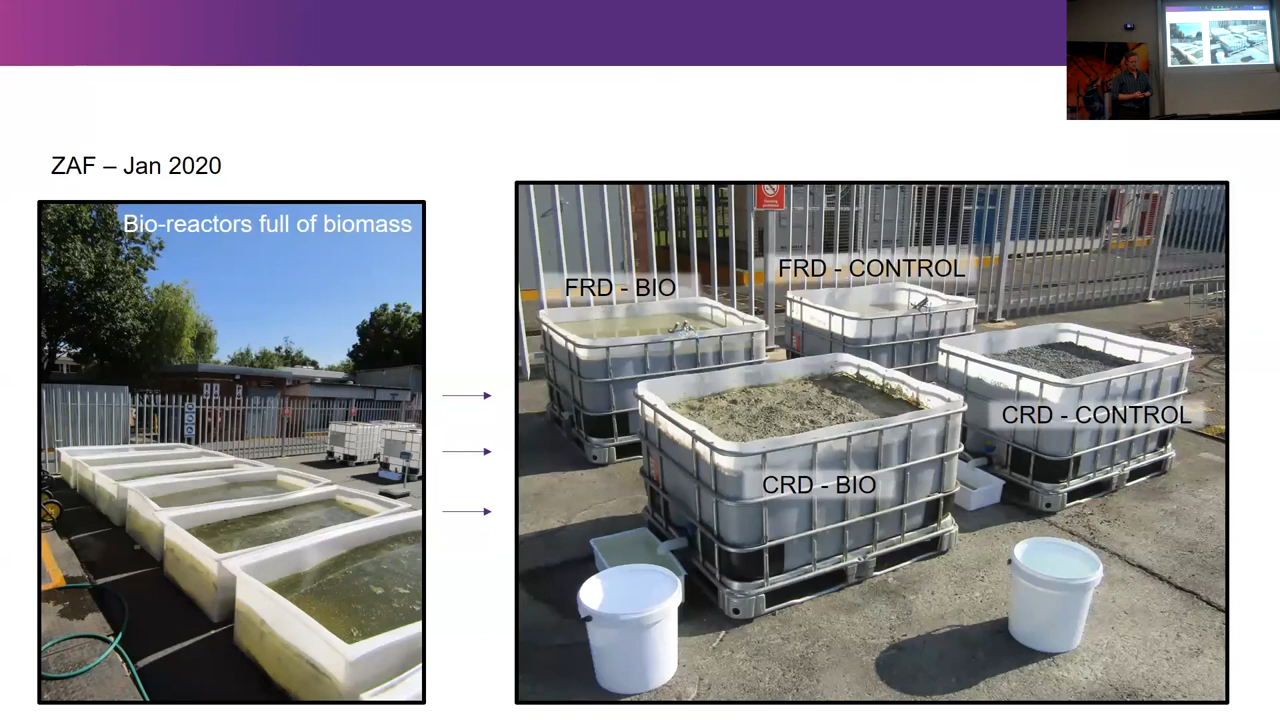 ZAF – Jan 2020
Bio-reactors full of biomass
FRD - BIO
FRD - CONTROL
CRD - CONTROL
CRD - BIO